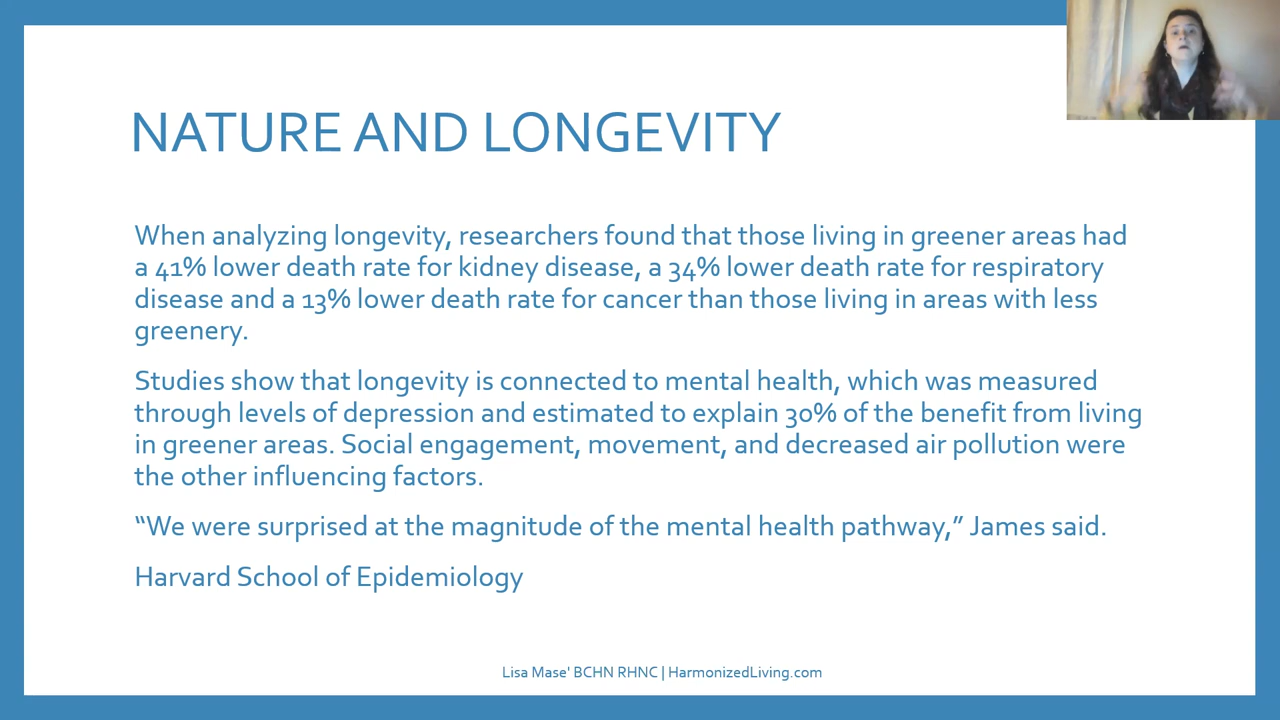 NATURE AND LONGEVITY
When analyzing longevity, researchers found that those living in greener areas had
a 41% lower death rate for kidney disease, a 34% lower death rate for respiratory
disease and a 13% lower death rate for cancer than those living in areas with less
greenery.
Studies show that longevity is connected to mental health, which was measured
through levels of depression and estimated to explain 30% of the benefit from living
in greener areas. Social engagement, movement, and decreased air pollution were
the other influencing factors.
“We were surprised at the magnitude of the mental health pathway,” James said.
Harvard School of Epidemiology
Lisa Mase' BCHN RHNC | HarmonizedLiving.com